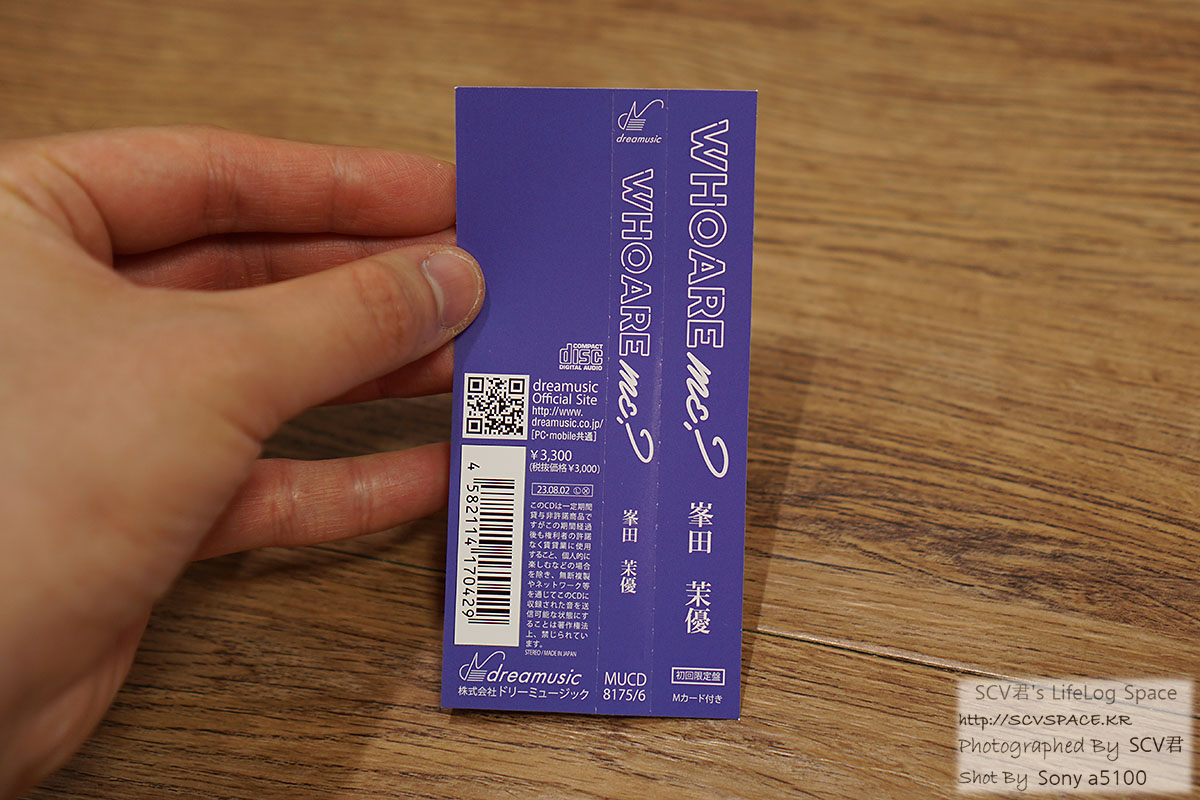 WHOARE me?
峯田 茉優
初回限定盤
Mカード付き
dreamusic
WHOARE me?
峯田 茉優
MUCD
8175/6
COMPACT
disc
DIGITAL AUDIO
dreamusic
Official Site
http://www.
dreamusic.co.jp/
[PC・mobile共通]
¥3,300
(税抜価格¥3,000)
23.08.02 Ⓛ Ⓧ
このCDは一定期間
貸与非許諾商品で
すがこの期間経過
後も権利者の許諾
なく賃貸業に使用
すること、個人的に
楽しむなどの場合
を除き、無断複製
やネットワーク等
を通じてこのCDに
収録された音を送
信可能な状態にす
ることは著作権法
上、禁じられてい
ます。
STEREO / MADE IN JAPAN
4 582114 170429
dreamusic
株式会社ドリーミュージック
SCV君's LifeLog Space
http://SCVSPACE.KR
Photographed By SCV君
Shot By Sony a5100